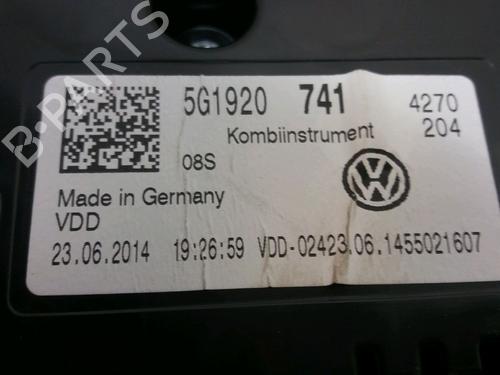 B-PARTS
5G1920 741 4270
Kombiinstrument 204
08S
Made in Germany
VDD
23.06.2014 19:26:59 VDD-02423.06.1455021607